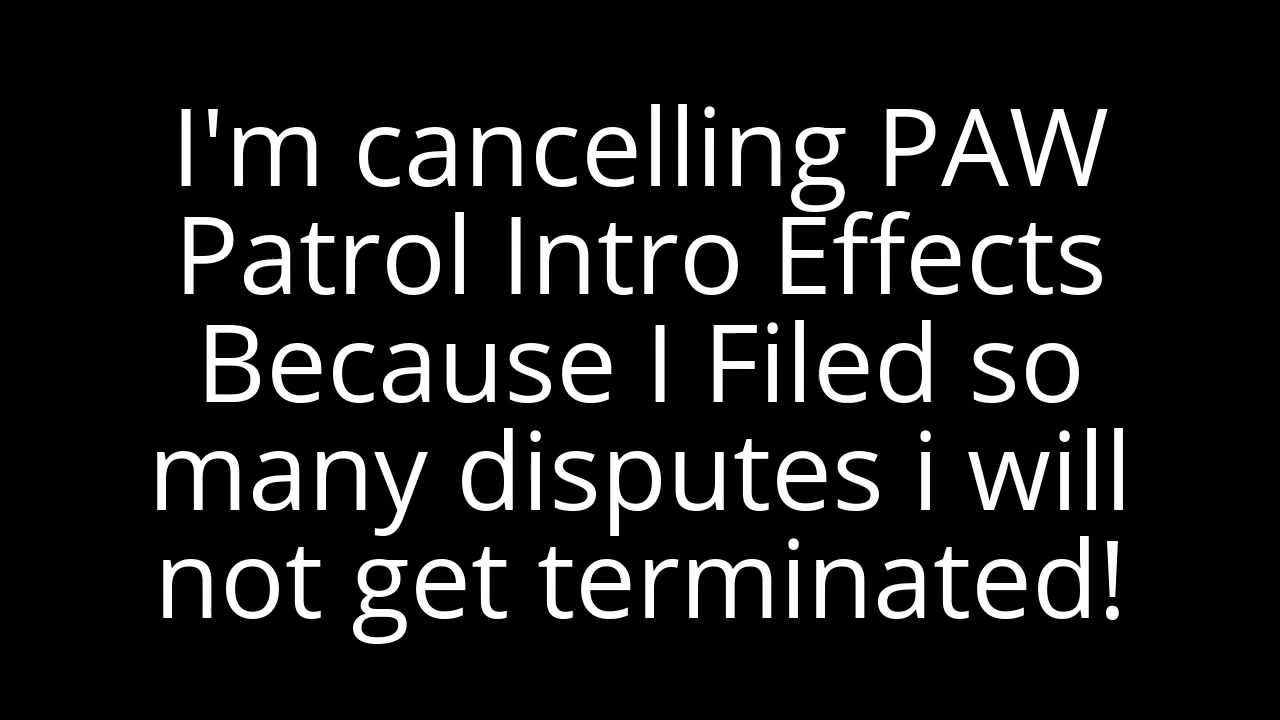 I'm cancelling PAW
Patrol Intro Effects
Because I Filed so
many disputes i will
not get terminated!